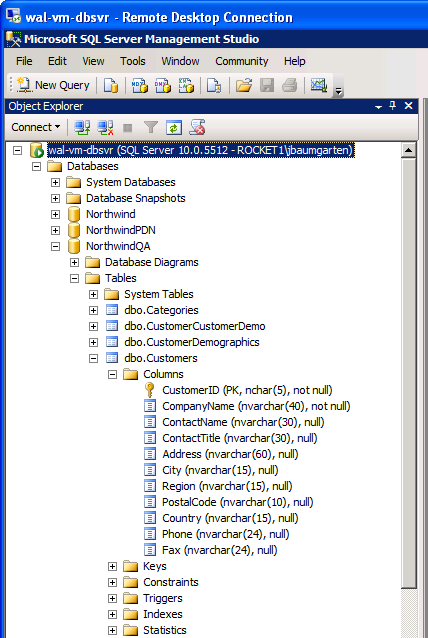 wal-vm-dbsvr - Remote Desktop Connection
Microsoft SQL Server Management Studio
File Edit View Tools Window Community Help
New Query
Object Explorer
Connect
wal-vm-dbsvr (SQL Server 10.0.5512 - ROCKET1\jbaumgarten)
Databases
System Databases
Database Snapshots
Northwind
NorthwindPDN
NorthwindQA
Database Diagrams
Tables
System Tables
dbo.Categories
dbo.CustomerCustomerDemo
dbo.CustomerDemographics
dbo.Customers
Columns
CustomerID (PK, nchar(5), not null)
CompanyName (nvarchar(40), not null)
ContactName (nvarchar(30), null)
ContactTitle (nvarchar(30), null)
Address (nvarchar(60), null)
City (nvarchar(15), null)
Region (nvarchar(15), null)
PostalCode (nvarchar(10), null)
Country (nvarchar(15), null)
Phone (nvarchar(24), null)
Fax (nvarchar(24), null)
Keys
Constraints
Triggers
Indexes
Statistics